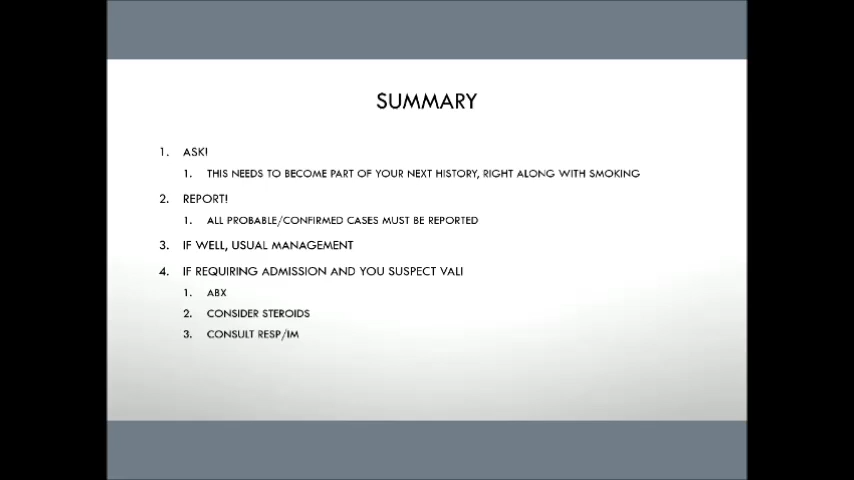 SUMMARY
1. ASK!
1. THIS NEEDS TO BECOME PART OF YOUR NEXT HISTORY, RIGHT ALONG WITH SMOKING
2. REPORT!
1. ALL PROBABLE/CONFIRMED CASES MUST BE REPORTED
3. IF WELL, USUAL MANAGEMENT
4. IF REQUIRING ADMISSION AND YOU SUSPECT VALI
1. ABX
2. CONSIDER STEROIDS
3. CONSULT RESP/IM